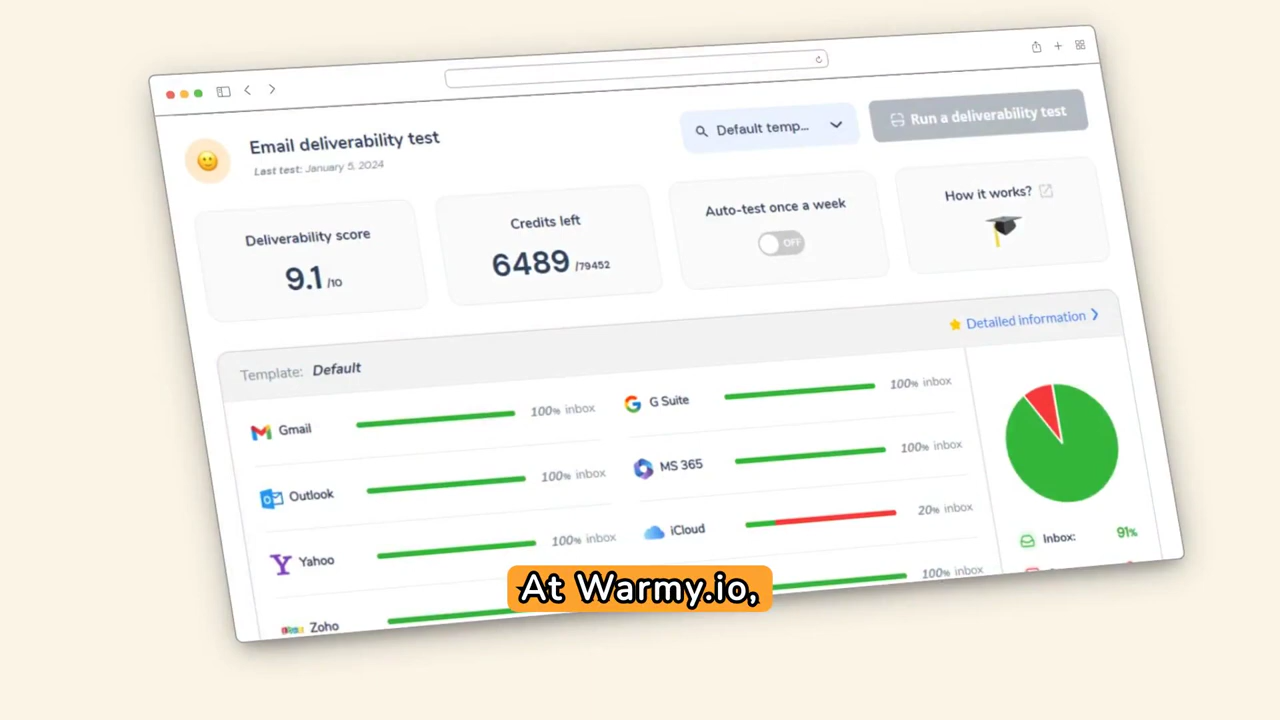 Email deliverability test
Last test: January 5, 2024
Default temp...
Run a deliverability test
Deliverability score
9.1 /10
Credits left
6489 /79452
Auto-test once a week
OFF
How it works?
Template: Default
Detailed information
Gmail 100% inbox
G Suite 100% inbox
Outlook 100% inbox
MS 365 100% inbox
Yahoo 100% inbox
iCloud 20% inbox
Zoho
100% inbox
Inbox: 91%
At Warmy.io,